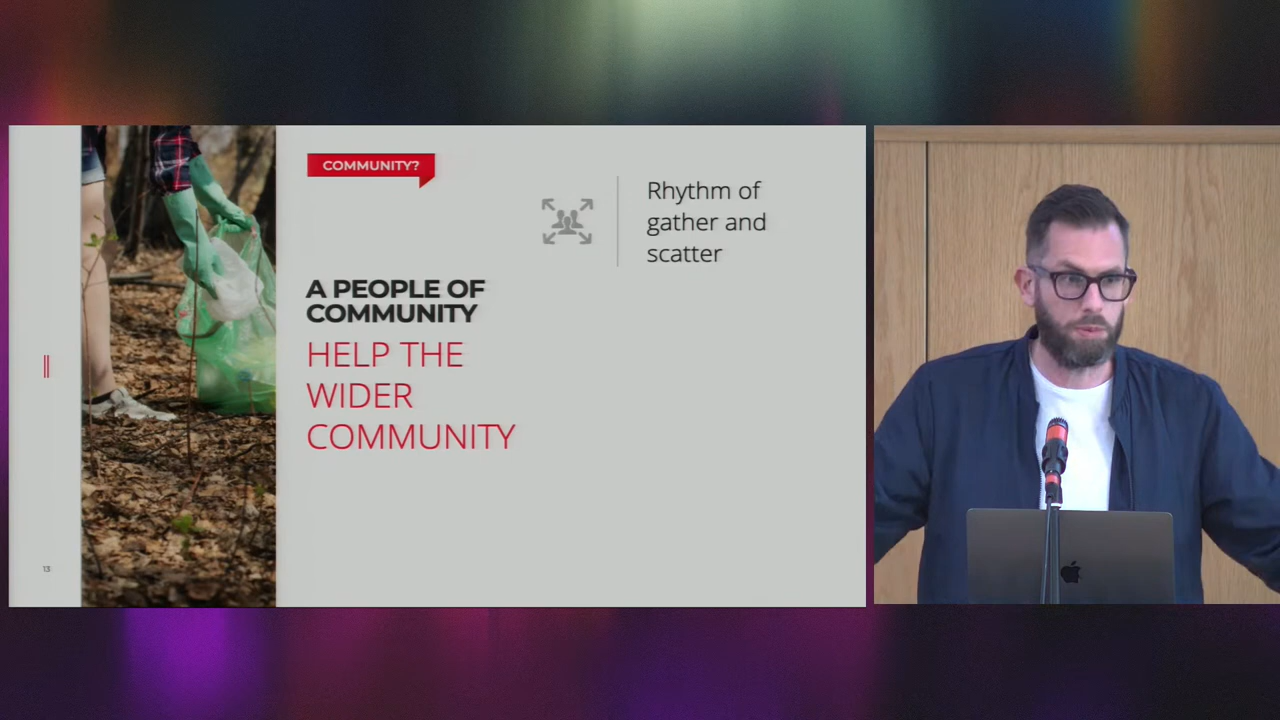 COMMUNITY?
Rhythm of
gather and
scatter
A PEOPLE OF
COMMUNITY
HELP THE
WIDER
COMMUNITY
13